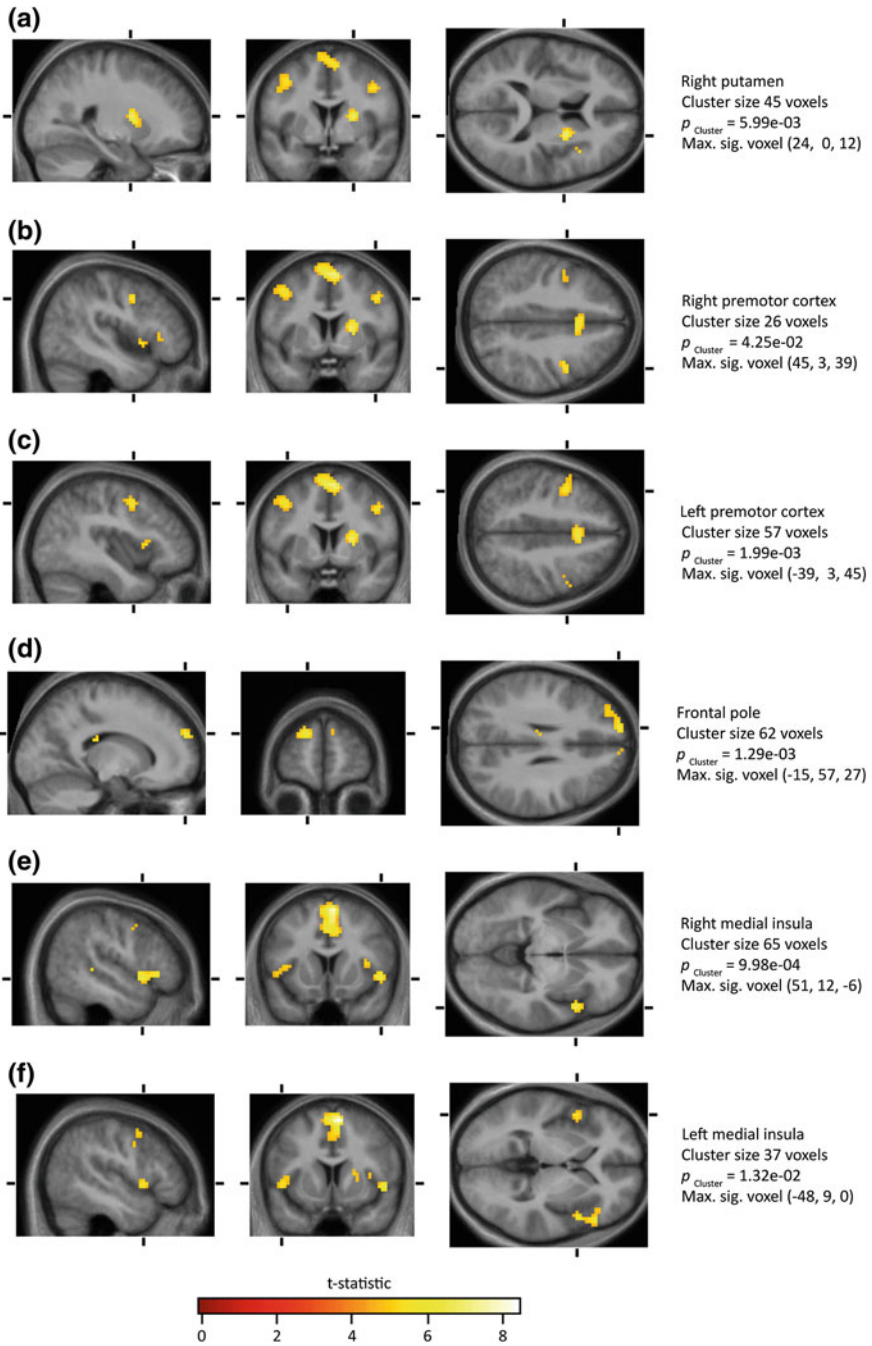 (a)
Right putamen
Cluster size 45 voxels
p Cluster = 5.99e-03
Max. sig. voxel (24, 0, 12)
(b)
Right premotor cortex
Cluster size 26 voxels
p Cluster = 4.25e-02
Max. sig. voxel (45, 3, 39)
(c)
Left premotor cortex
Cluster size 57 voxels
p Cluster = 1.99e-03
Max. sig. voxel (-39, 3, 45)
(d)
Frontal pole
Cluster size 62 voxels
p Cluster = 1.29e-03
Max. sig. voxel (-15, 57, 27)
(e)
Right medial insula
Cluster size 65 voxels
p Cluster = 9.98e-04
Max. sig. voxel (51, 12, -6)
(f)
Left medial insula
Cluster size 37 voxels
p Cluster = 1.32e-02
Max. sig. voxel (-48, 9, 0)
t-statistic
0 2 4 6 8